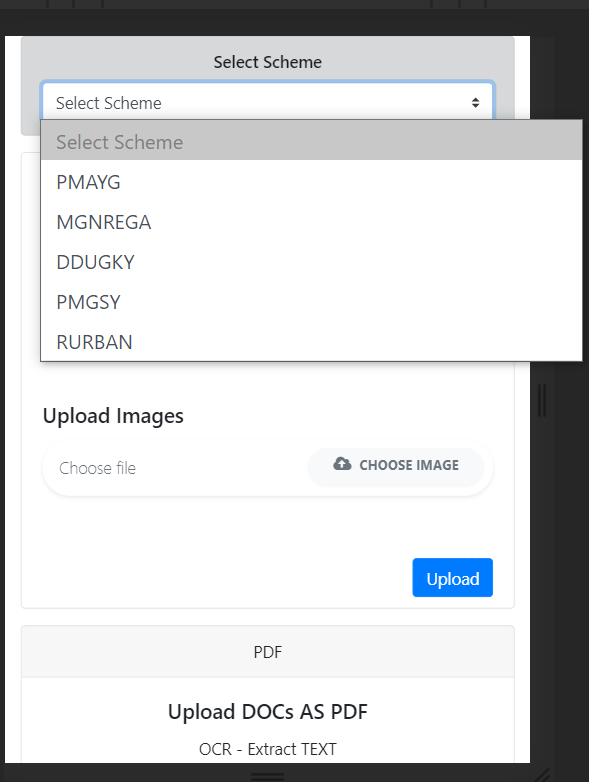 Select Scheme
Select Scheme
Select Scheme
PMAYG
MGNREGA
DDUGKY
PMGSY
RURBAN
Upload Images
Choose file CHOOSE IMAGE
Upload
PDF
Upload DOCs AS PDF
OCR - Extract TEXT